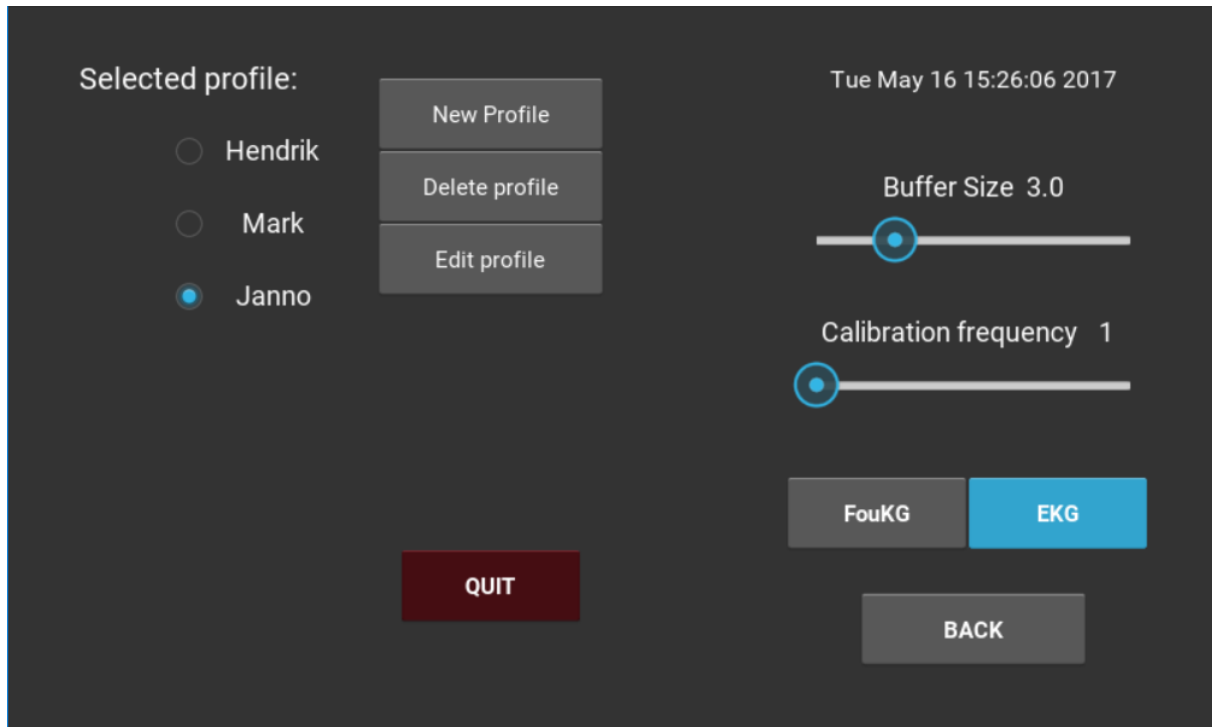 Selected profile:
Hendrik
Mark
Janno
New Profile
Delete profile
Edit profile
QUIT
Tue May 16 15:26:06 2017
Buffer Size 3.0
Calibration frequency 1
FouKG
EKG
BACK